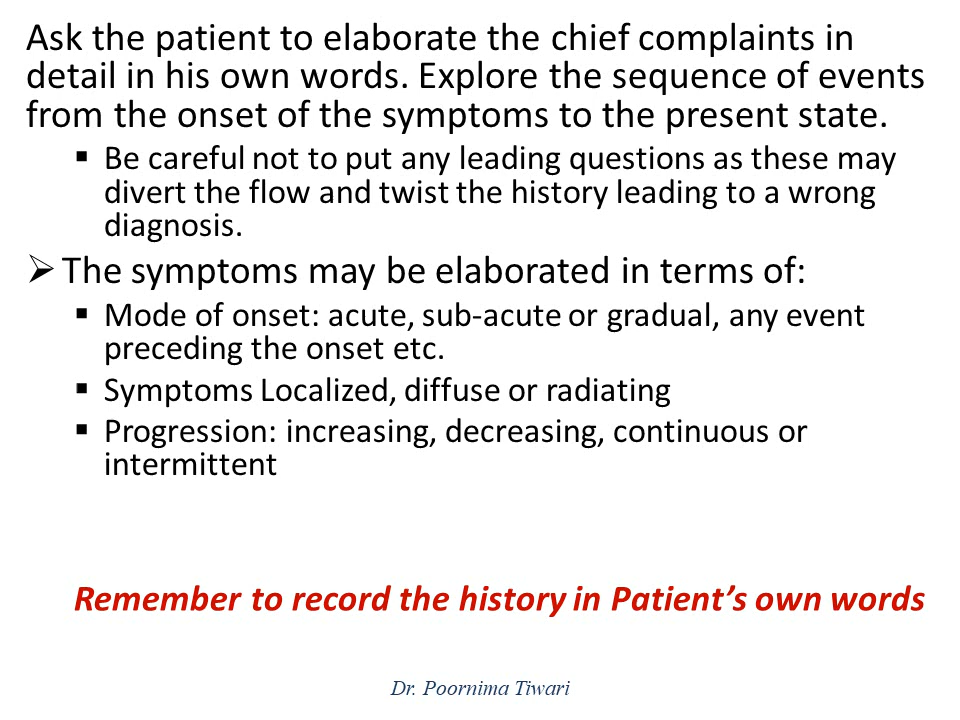 Ask the patient to elaborate the chief complaints in
detail in his own words. Explore the sequence of events
from the onset of the symptoms to the present state.
▪ Be careful not to put any leading questions as these may
divert the flow and twist the history leading to a wrong
diagnosis.
➢ The symptoms may be elaborated in terms of:
▪ Mode of onset: acute, sub-acute or gradual, any event
preceding the onset etc.
▪ Symptoms Localized, diffuse or radiating
▪ Progression: increasing, decreasing, continuous or
intermittent
Remember to record the history in Patient’s own words
Dr. Poornima Tiwari